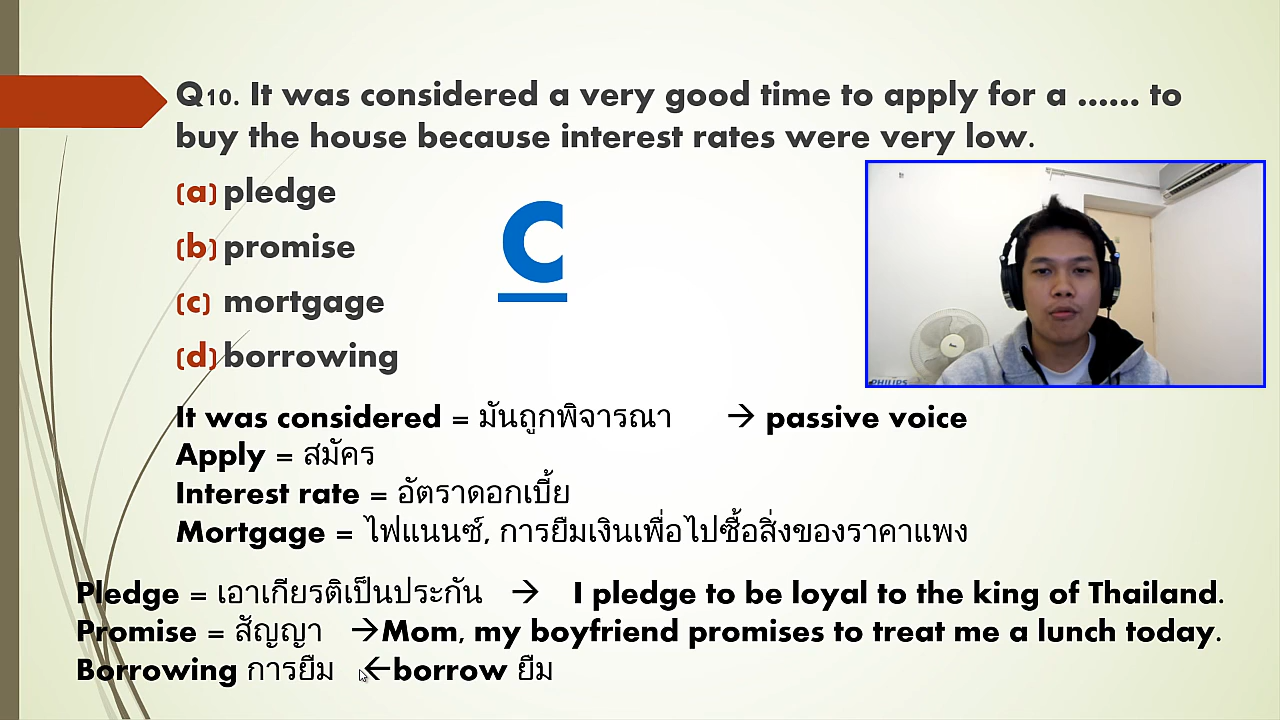 Q10. It was considered a very good time to apply for a ...... to
buy the house because interest rates were very low.
(a) pledge
(b) promise
(c) mortgage
(d) borrowing
C
It was considered = มันถูกพิจารณา → passive voice
Apply = สมัคร
Interest rate = อัตราดอกเบี้ย
Mortgage = ไฟแนนซ์, การยืมเงินเพื่อไปซื้อสิ่งของราคาแพง
Pledge = เอาเกียรติเป็นประกัน → I pledge to be loyal to the king of Thailand.
Promise = สัญญา →Mom, my boyfriend promises to treat me a lunch today.
Borrowing การยืม ←borrow ยืม
PHILIPS